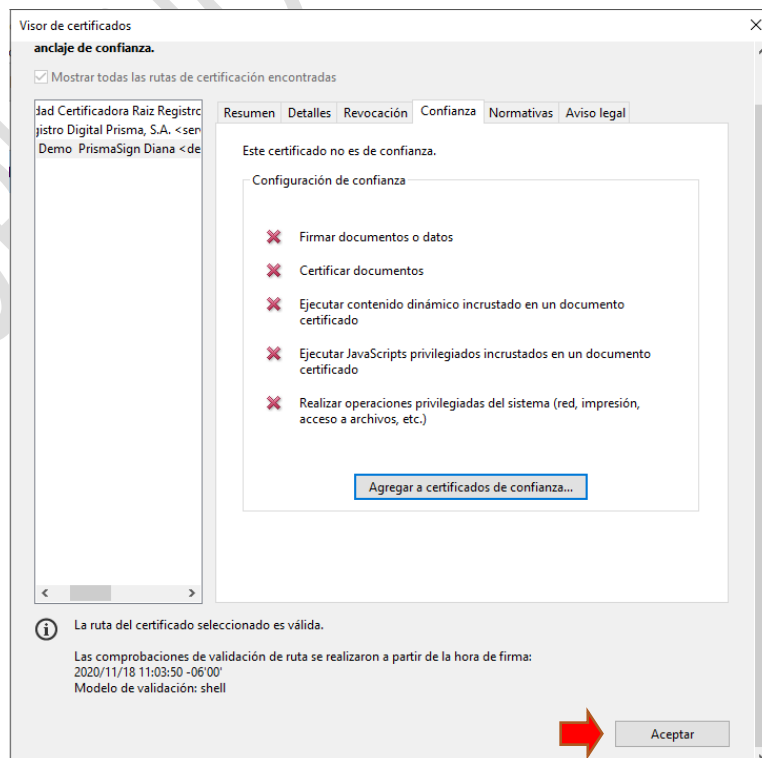 Visor de certificados
anclaje de confianza.
Mostrar todas las rutas de certificación encontradas
dad Certificadora Raiz Registro
istro Digital Prisma, S.A. <ser
Demo PrismaSign Diana <de
Resumen Detalles Revocación Confianza Normativas Aviso legal
Este certificado no es de confianza.
Configuración de confianza
Firmar documentos o datos
Certificar documentos
Ejecutar contenido dinámico incrustado en un documento
certificado
Ejecutar JavaScripts privilegiados incrustados en un documento
certificado
Realizar operaciones privilegiadas del sistema (red, impresión,
acceso a archivos, etc.)
Agregar a certificados de confianza...
La ruta del certificado seleccionado es válida.
Las comprobaciones de validación de ruta se realizaron a partir de la hora de firma:
2020/11/18 11:03:50 -06'00'
Modelo de validación: shell
Aceptar